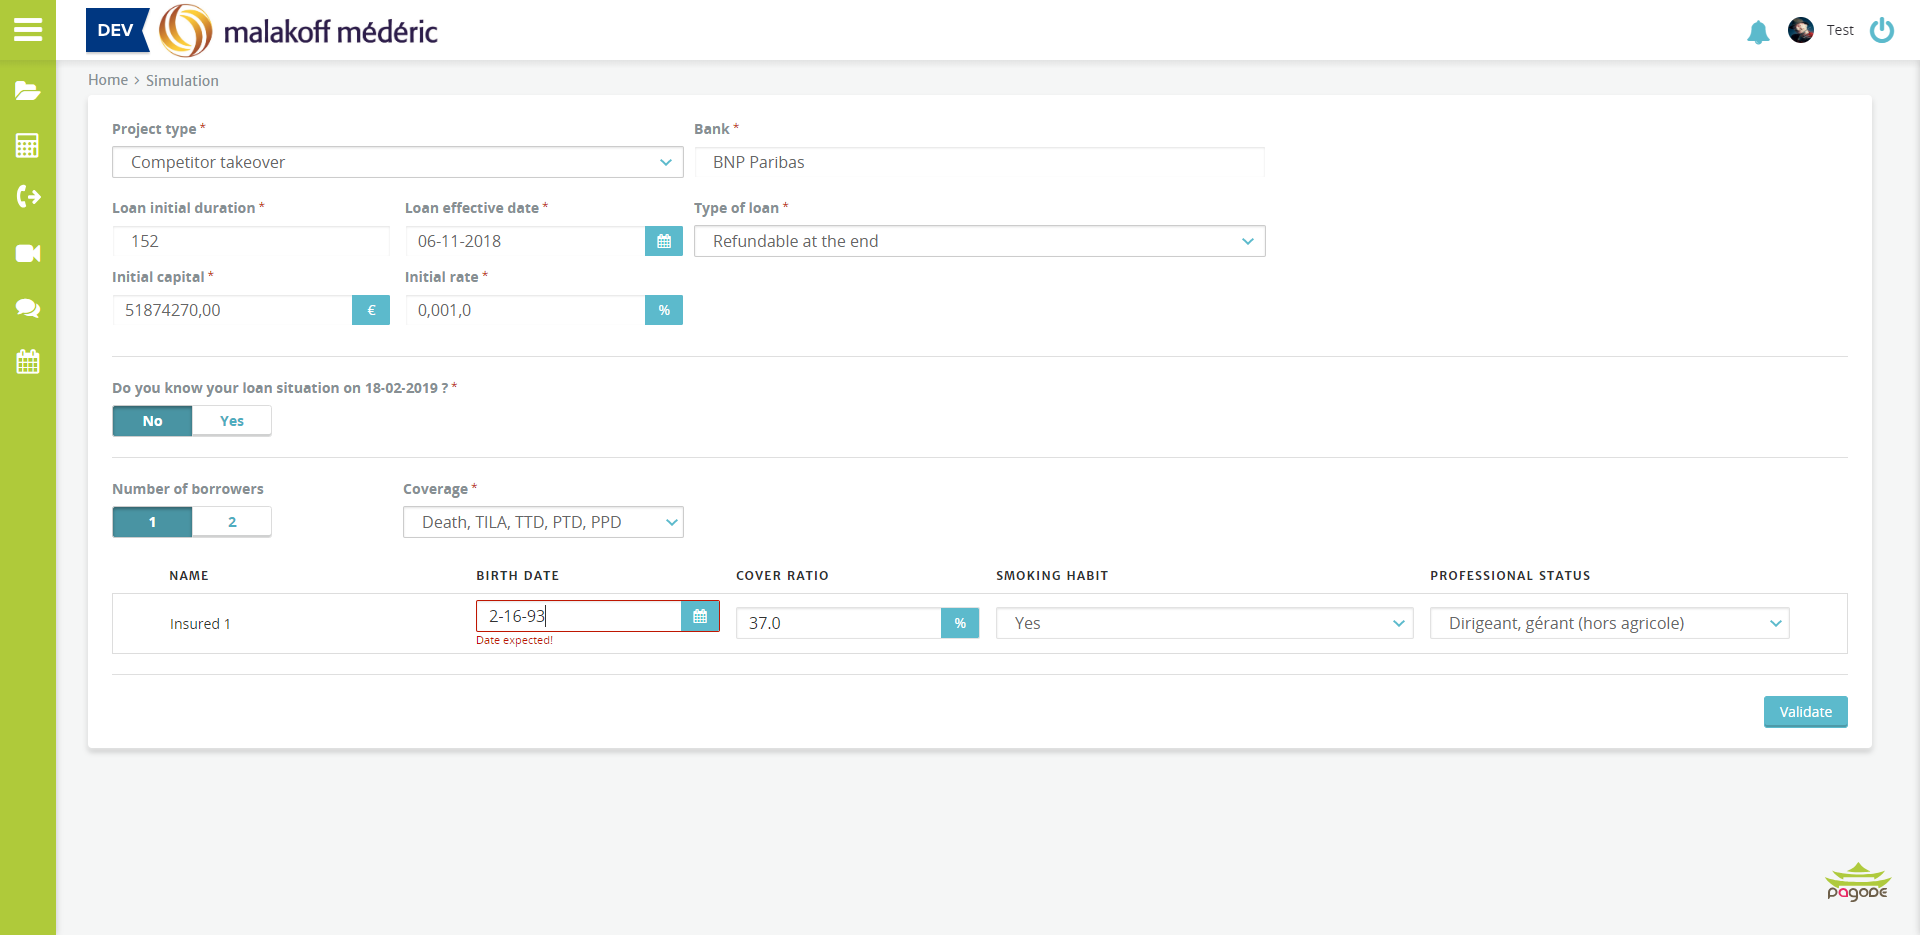 DEV
malakoff médéric
Test
Home > Simulation
Project type *
Bank *
Competitor takeover
BNP Paribas
Loan initial duration *
Loan effective date *
Type of loan *
152
06-11-2018
Refundable at the end
Initial capital *
Initial rate *
51874270,00 €
0,001,0 %
Do you know your loan situation on 18-02-2019 ? *
No
Yes
Number of borrowers
Coverage *
1
2
Death, TILA, TTD, PTD, PPD
NAME
BIRTH DATE
COVER RATIO
SMOKING HABIT
PROFESSIONAL STATUS
Insured 1
2-16-93
37.0 %
Yes
Dirigeant, gérant (hors agricole)
Date expected!
Validate
pagode